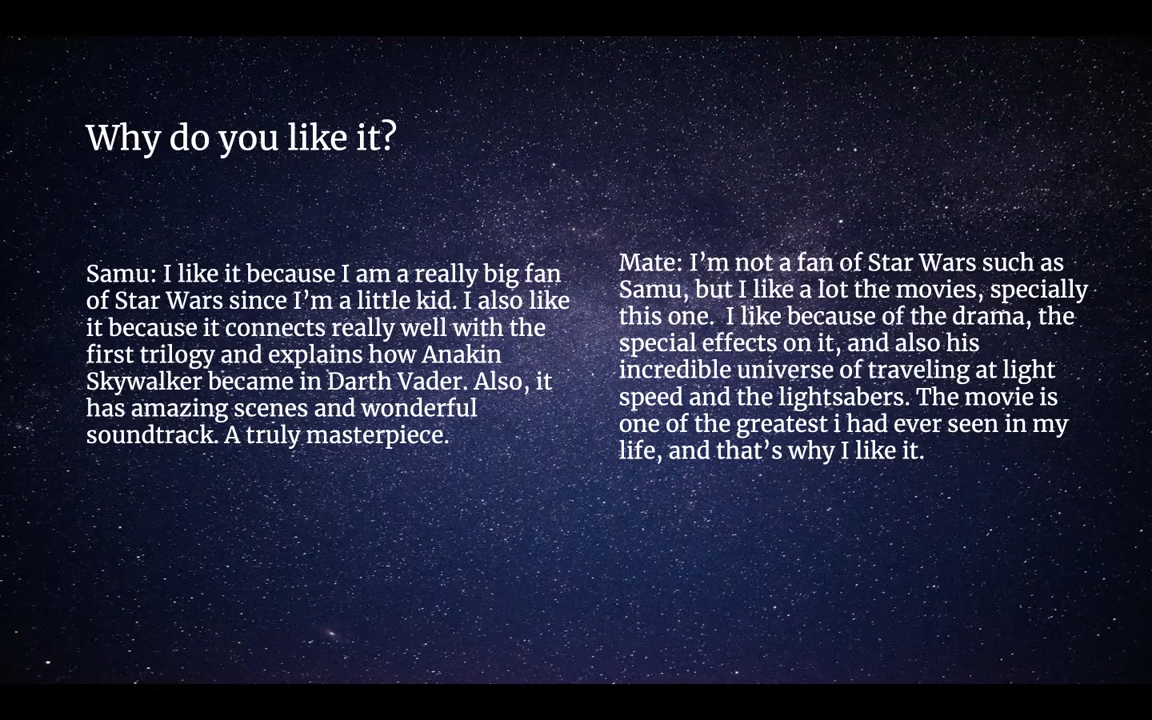 Why do you like it?
Samu: I like it because I am a really big fan
of Star Wars since I’m a little kid. I also like
it because it connects really well with the
first trilogy and explains how Anakin
Skywalker became in Darth Vader. Also, it
has amazing scenes and wonderful
soundtrack. A truly masterpiece.
Mate: I’m not a fan of Star Wars such as
Samu, but I like a lot the movies, specially
this one.  I like because of the drama, the
special effects on it, and also his
incredible universe of traveling at light
speed and the lightsabers. The movie is
one of the greatest i had ever seen in my
life, and that’s why I like it.